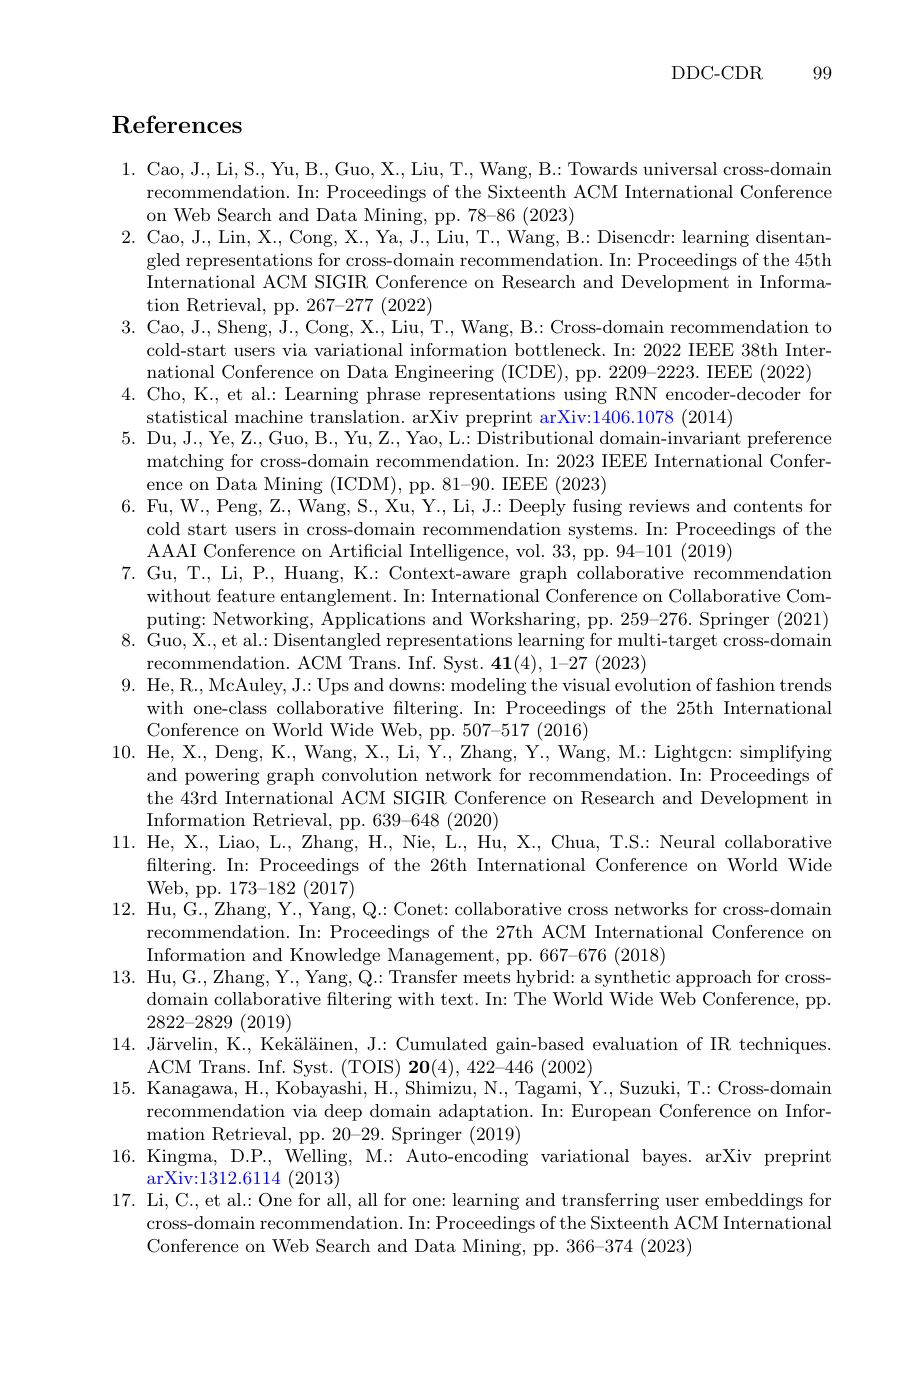 DDC-CDR 99
References
1. Cao, J., Li, S., Yu, B., Guo, X., Liu, T., Wang, B.: Towards universal cross-domain
recommendation. In: Proceedings of the Sixteenth ACM International Conference
on Web Search and Data Mining, pp. 78–86 (2023)
2. Cao, J., Lin, X., Cong, X., Ya, J., Liu, T., Wang, B.: Disencdr: learning disentan-
gled representations for cross-domain recommendation. In: Proceedings of the 45th
International ACM SIGIR Conference on Research and Development in Informa-
tion Retrieval, pp. 267–277 (2022)
3. Cao, J., Sheng, J., Cong, X., Liu, T., Wang, B.: Cross-domain recommendation to
cold-start users via variational information bottleneck. In: 2022 IEEE 38th Inter-
national Conference on Data Engineering (ICDE), pp. 2209–2223. IEEE (2022)
4. Cho, K., et al.: Learning phrase representations using RNN encoder-decoder for
statistical machine translation. arXiv preprint arXiv:1406.1078 (2014)
5. Du, J., Ye, Z., Guo, B., Yu, Z., Yao, L.: Distributional domain-invariant preference
matching for cross-domain recommendation. In: 2023 IEEE International Confer-
ence on Data Mining (ICDM), pp. 81–90. IEEE (2023)
6. Fu, W., Peng, Z., Wang, S., Xu, Y., Li, J.: Deeply fusing reviews and contents for
cold start users in cross-domain recommendation systems. In: Proceedings of the
AAAI Conference on Artificial Intelligence, vol. 33, pp. 94–101 (2019)
7. Gu, T., Li, P., Huang, K.: Context-aware graph collaborative recommendation
without feature entanglement. In: International Conference on Collaborative Com-
puting: Networking, Applications and Worksharing, pp. 259–276. Springer (2021)
8. Guo, X., et al.: Disentangled representations learning for multi-target cross-domain
recommendation. ACM Trans. Inf. Syst. 41(4), 1–27 (2023)
9. He, R., McAuley, J.: Ups and downs: modeling the visual evolution of fashion trends
with one-class collaborative filtering. In: Proceedings of the 25th International
Conference on World Wide Web, pp. 507–517 (2016)
10. He, X., Deng, K., Wang, X., Li, Y., Zhang, Y., Wang, M.: Lightgcn: simplifying
and powering graph convolution network for recommendation. In: Proceedings of
the 43rd International ACM SIGIR Conference on Research and Development in
Information Retrieval, pp. 639–648 (2020)
11. He, X., Liao, L., Zhang, H., Nie, L., Hu, X., Chua, T.S.: Neural collaborative
filtering. In: Proceedings of the 26th International Conference on World Wide
Web, pp. 173–182 (2017)
12. Hu, G., Zhang, Y., Yang, Q.: Conet: collaborative cross networks for cross-domain
recommendation. In: Proceedings of the 27th ACM International Conference on
Information and Knowledge Management, pp. 667–676 (2018)
13. Hu, G., Zhang, Y., Yang, Q.: Transfer meets hybrid: a synthetic approach for cross-
domain collaborative filtering with text. In: The World Wide Web Conference, pp.
2822–2829 (2019)
14. Järvelin, K., Kekäläinen, J.: Cumulated gain-based evaluation of IR techniques.
ACM Trans. Inf. Syst. (TOIS) 20(4), 422–446 (2002)
15. Kanagawa, H., Kobayashi, H., Shimizu, N., Tagami, Y., Suzuki, T.: Cross-domain
recommendation via deep domain adaptation. In: European Conference on Infor-
mation Retrieval, pp. 20–29. Springer (2019)
16. Kingma, D.P., Welling, M.: Auto-encoding variational bayes. arXiv preprint
arXiv:1312.6114 (2013)
17. Li, C., et al.: One for all, all for one: learning and transferring user embeddings for
cross-domain recommendation. In: Proceedings of the Sixteenth ACM International
Conference on Web Search and Data Mining, pp. 366–374 (2023)